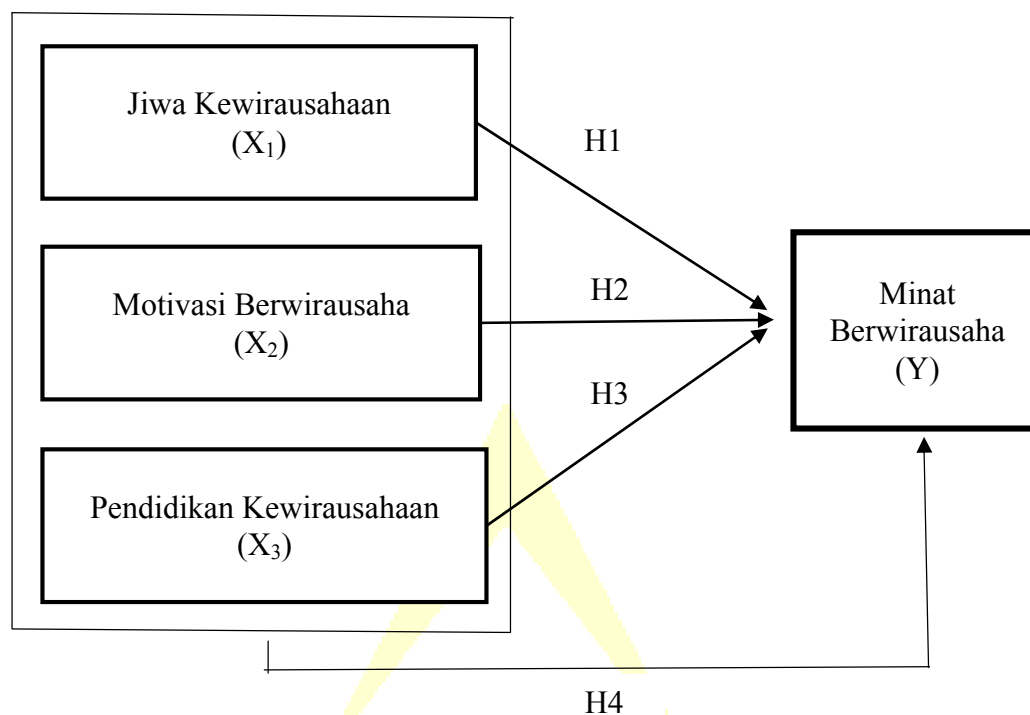 Jiwa Kewirausahaan
(X₁)
H1
Motivasi Berwirausaha
(X₂)
H2
Minat
Berwirausaha
(Y)
H3
Pendidikan Kewirausahaan
(X₃)
H4